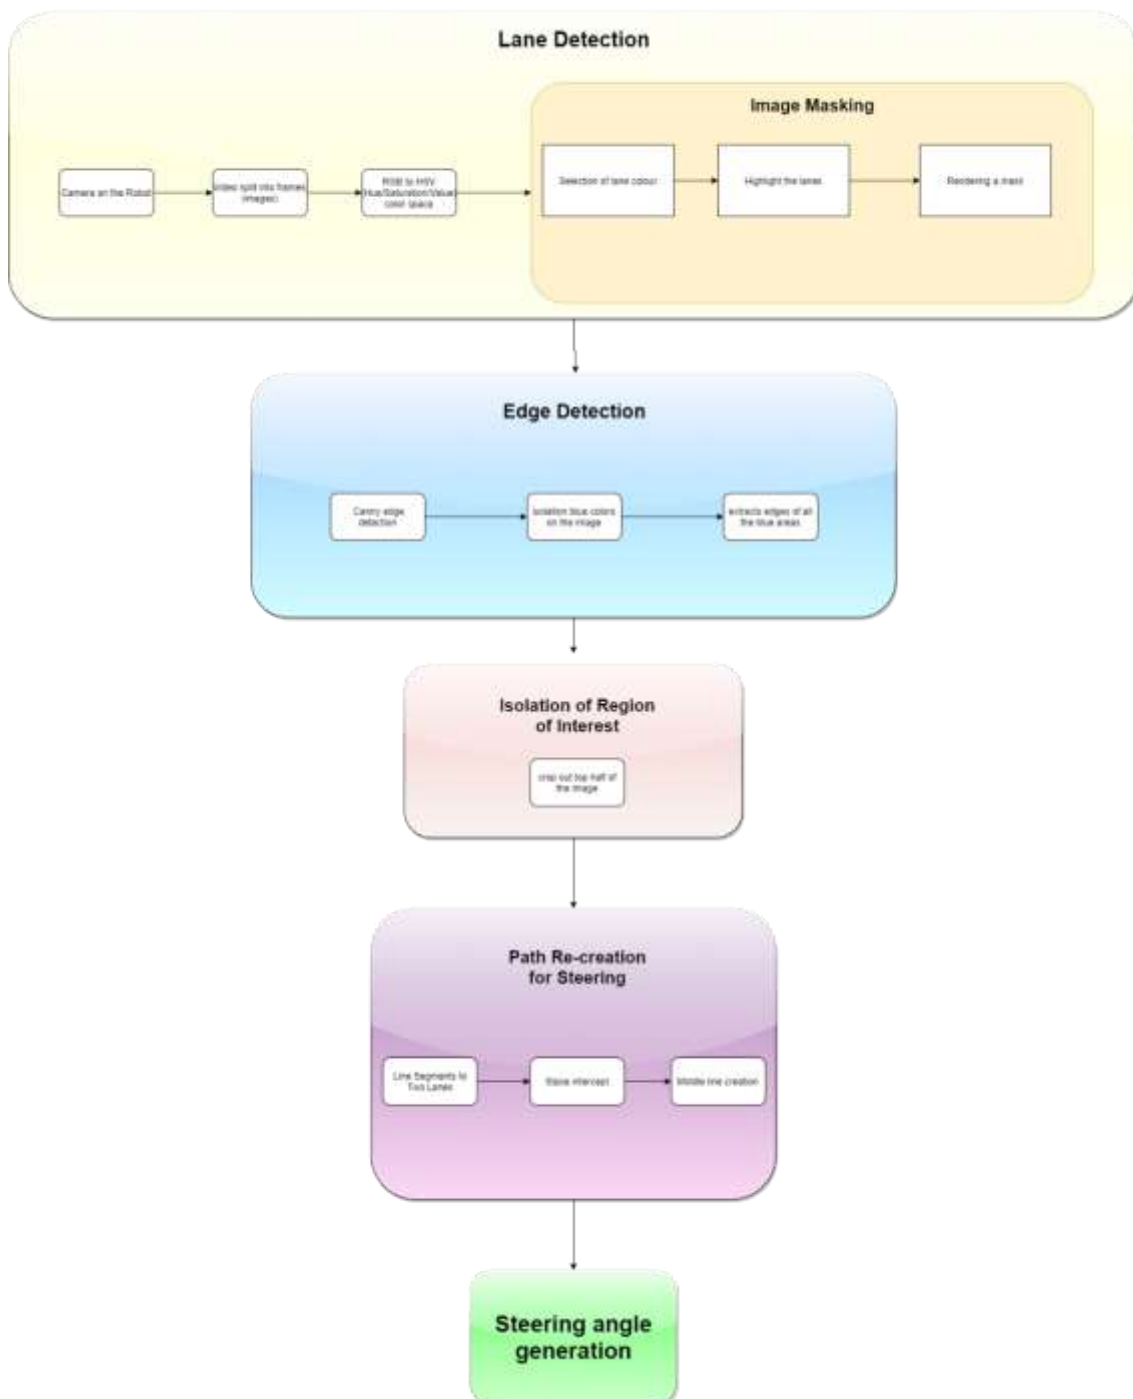 Lane Detection
Image Masking
Camera on the Robot
Video split into frames
(images)
RGB to HSV
(Hue/Saturation/Value)
color space
Selection of lane colour
Highlight the lanes
Rendering a mask
Edge Detection
Canny edge
detection
isolation blue colors
on the image
extracts edges of all
the blue areas
Isolation of Region
of Interest
crop out top half of
the image
Path Re-creation
for Steering
Line Segments to
Two Lanes
Slope intercept
Middle line creation
Steering angle
generation